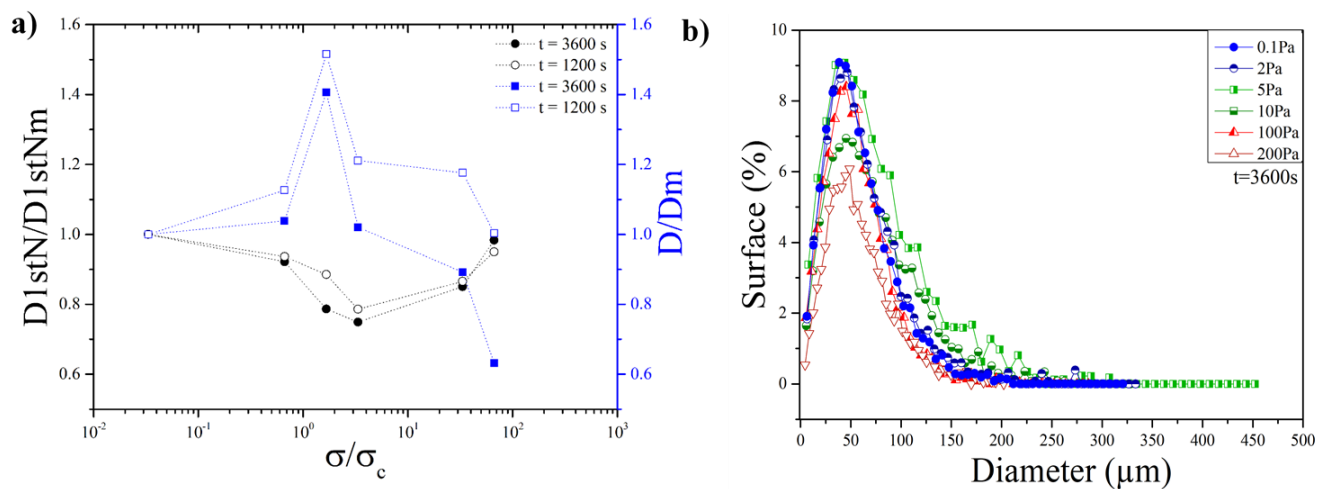 a)
D1stN/D1stNm
1.6
1.4
1.2
1.0
0.8
0.6
10-2
10-1
100
101
102
103
σ/σc
t = 3600 s
t = 1200 s
t = 3600 s
t = 1200 s
1.6
1.4
1.2
1.0
0.8
0.6
D/Dm
b)
Surface (%)
10
8
6
4
2
0
0 50 100 150 200 250 300 350 400 450 500
Diameter (µm)
0.1Pa
2Pa
5Pa
10Pa
100Pa
200Pa
t=3600s